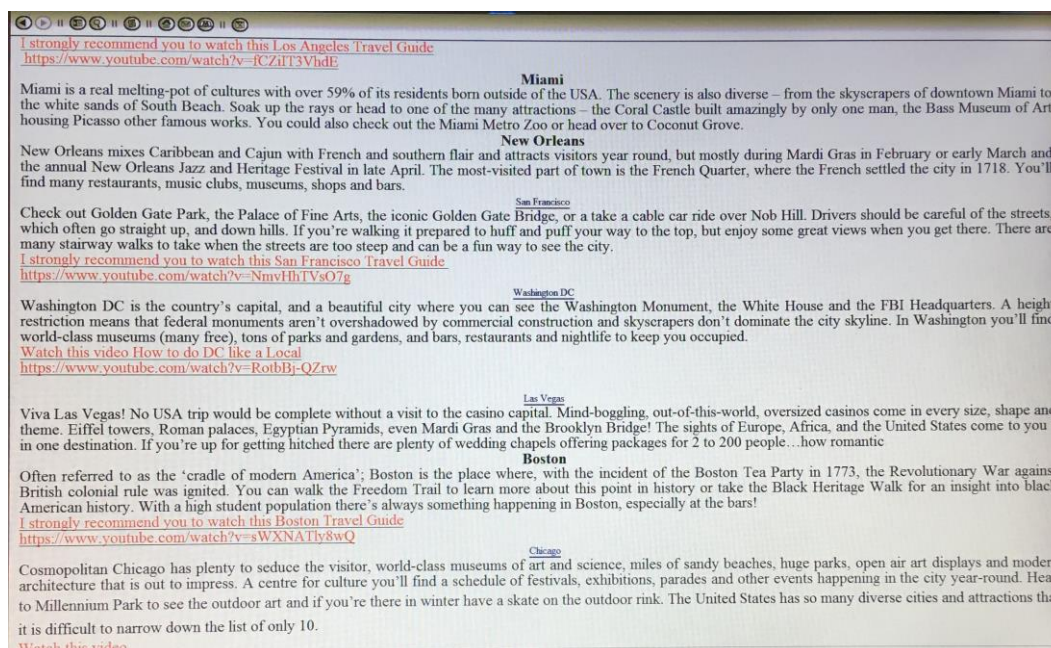 I strongly recommend you to watch this Los Angeles Travel Guide
https://www.youtube.com/watch?v=fCZiIT3VhdE
Miami
Miami is a real melting-pot of cultures with over 59% of its residents born outside of the USA. The scenery is also diverse – from the skyscrapers of downtown Miami to
the white sands of South Beach. Soak up the rays or head to one of the many attractions – the Coral Castle built amazingly by only one man, the Bass Museum of Art
housing Picasso other famous works. You could also check out the Miami Metro Zoo or head over to Coconut Grove.
New Orleans
New Orleans mixes Caribbean and Cajun with French and southern flair and attracts visitors year round, but mostly during Mardi Gras in February or early March and
the annual New Orleans Jazz and Heritage Festival in late April. The most-visited part of town is the French Quarter, where the French settled the city in 1718. You'll
find many restaurants, music clubs, museums, shops and bars.
San Francisco
Check out Golden Gate Park, the Palace of Fine Arts, the iconic Golden Gate Bridge, or a take a cable car ride over Nob Hill. Drivers should be careful of the streets,
which often go straight up, and down hills. If you're walking it prepared to huff and puff your way to the top, but enjoy some great views when you get there. There are
many stairway walks to take when the streets are too steep and can be a fun way to see the city.
I strongly recommend you to watch this San Francisco Travel Guide
https://www.youtube.com/watch?v=NmvHhTVsO7g
Washington DC
Washington DC is the country's capital, and a beautiful city where you can see the Washington Monument, the White House and the FBI Headquarters. A heigh
restriction means that federal monuments aren't overshadowed by commercial construction and skyscrapers don't dominate the city skyline. In Washington you'll find
world-class museums (many free), tons of parks and gardens, and bars, restaurants and nightlife to keep you occupied.
Watch this video How to do DC like a Local
https://www.youtube.com/watch?v=RotbBj-QZrw
Las Vegas
Viva Las Vegas! No USA trip would be complete without a visit to the casino capital. Mind-boggling, out-of-this-world, oversized casinos come in every size, shape and
theme. Eiffel towers, Roman palaces, Egyptian Pyramids, even Mardi Gras and the Brooklyn Bridge! The sights of Europe, Africa, and the United States come to you
in one destination. If you're up for getting hitched there are plenty of wedding chapels offering packages for 2 to 200 people…how romantic
Boston
Often referred to as the 'cradle of modern America'; Boston is the place where, with the incident of the Boston Tea Party in 1773, the Revolutionary War agains
British colonial rule was ignited. You can walk the Freedom Trail to learn more about this point in history or take the Black Heritage Walk for an insight into blac
American history. With a high student population there's always something happening in Boston, especially at the bars!
I strongly recommend you to watch this Boston Travel Guide
https://www.youtube.com/watch?v=sWXNATly8wQ
Chicago
Cosmopolitan Chicago has plenty to seduce the visitor, world-class museums of art and science, miles of sandy beaches, huge parks, open air art displays and moder
architecture that is out to impress. A centre for culture you'll find a schedule of festivals, exhibitions, parades and other events happening in the city year-round. Hea
to Millennium Park to see the outdoor art and if you're there in winter have a skate on the outdoor rink. The United States has so many diverse cities and attractions tha
it is difficult to narrow down the list of only 10.
Watch this video